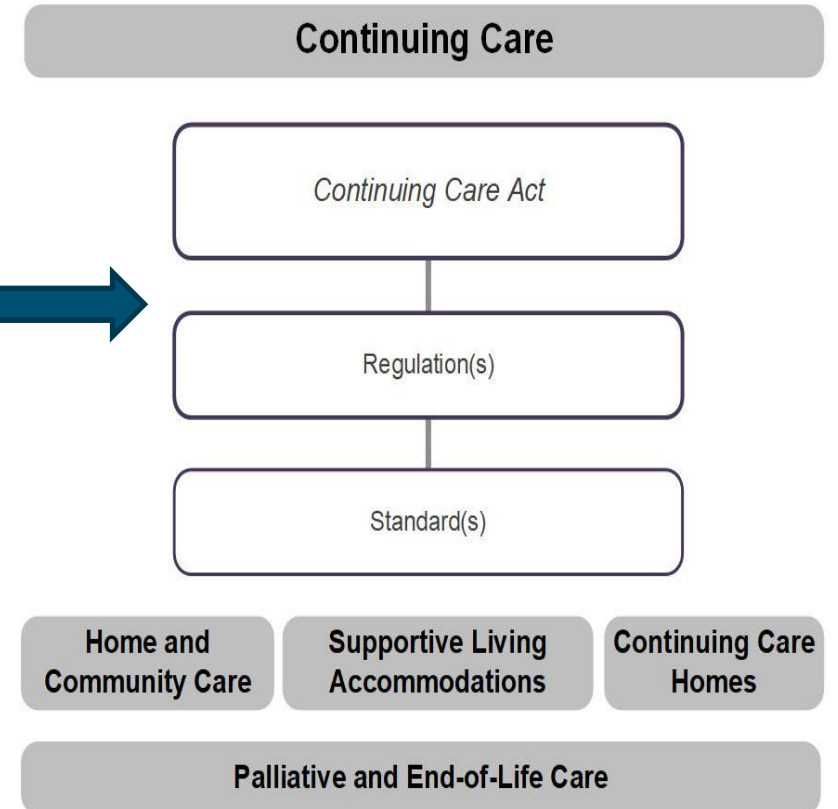 Continuing Care
Continuing Care Act
Regulation(s)
Standard(s)
Home and
Community Care
Supportive Living
Accommodations
Continuing Care
Homes
Palliative and End-of-Life Care